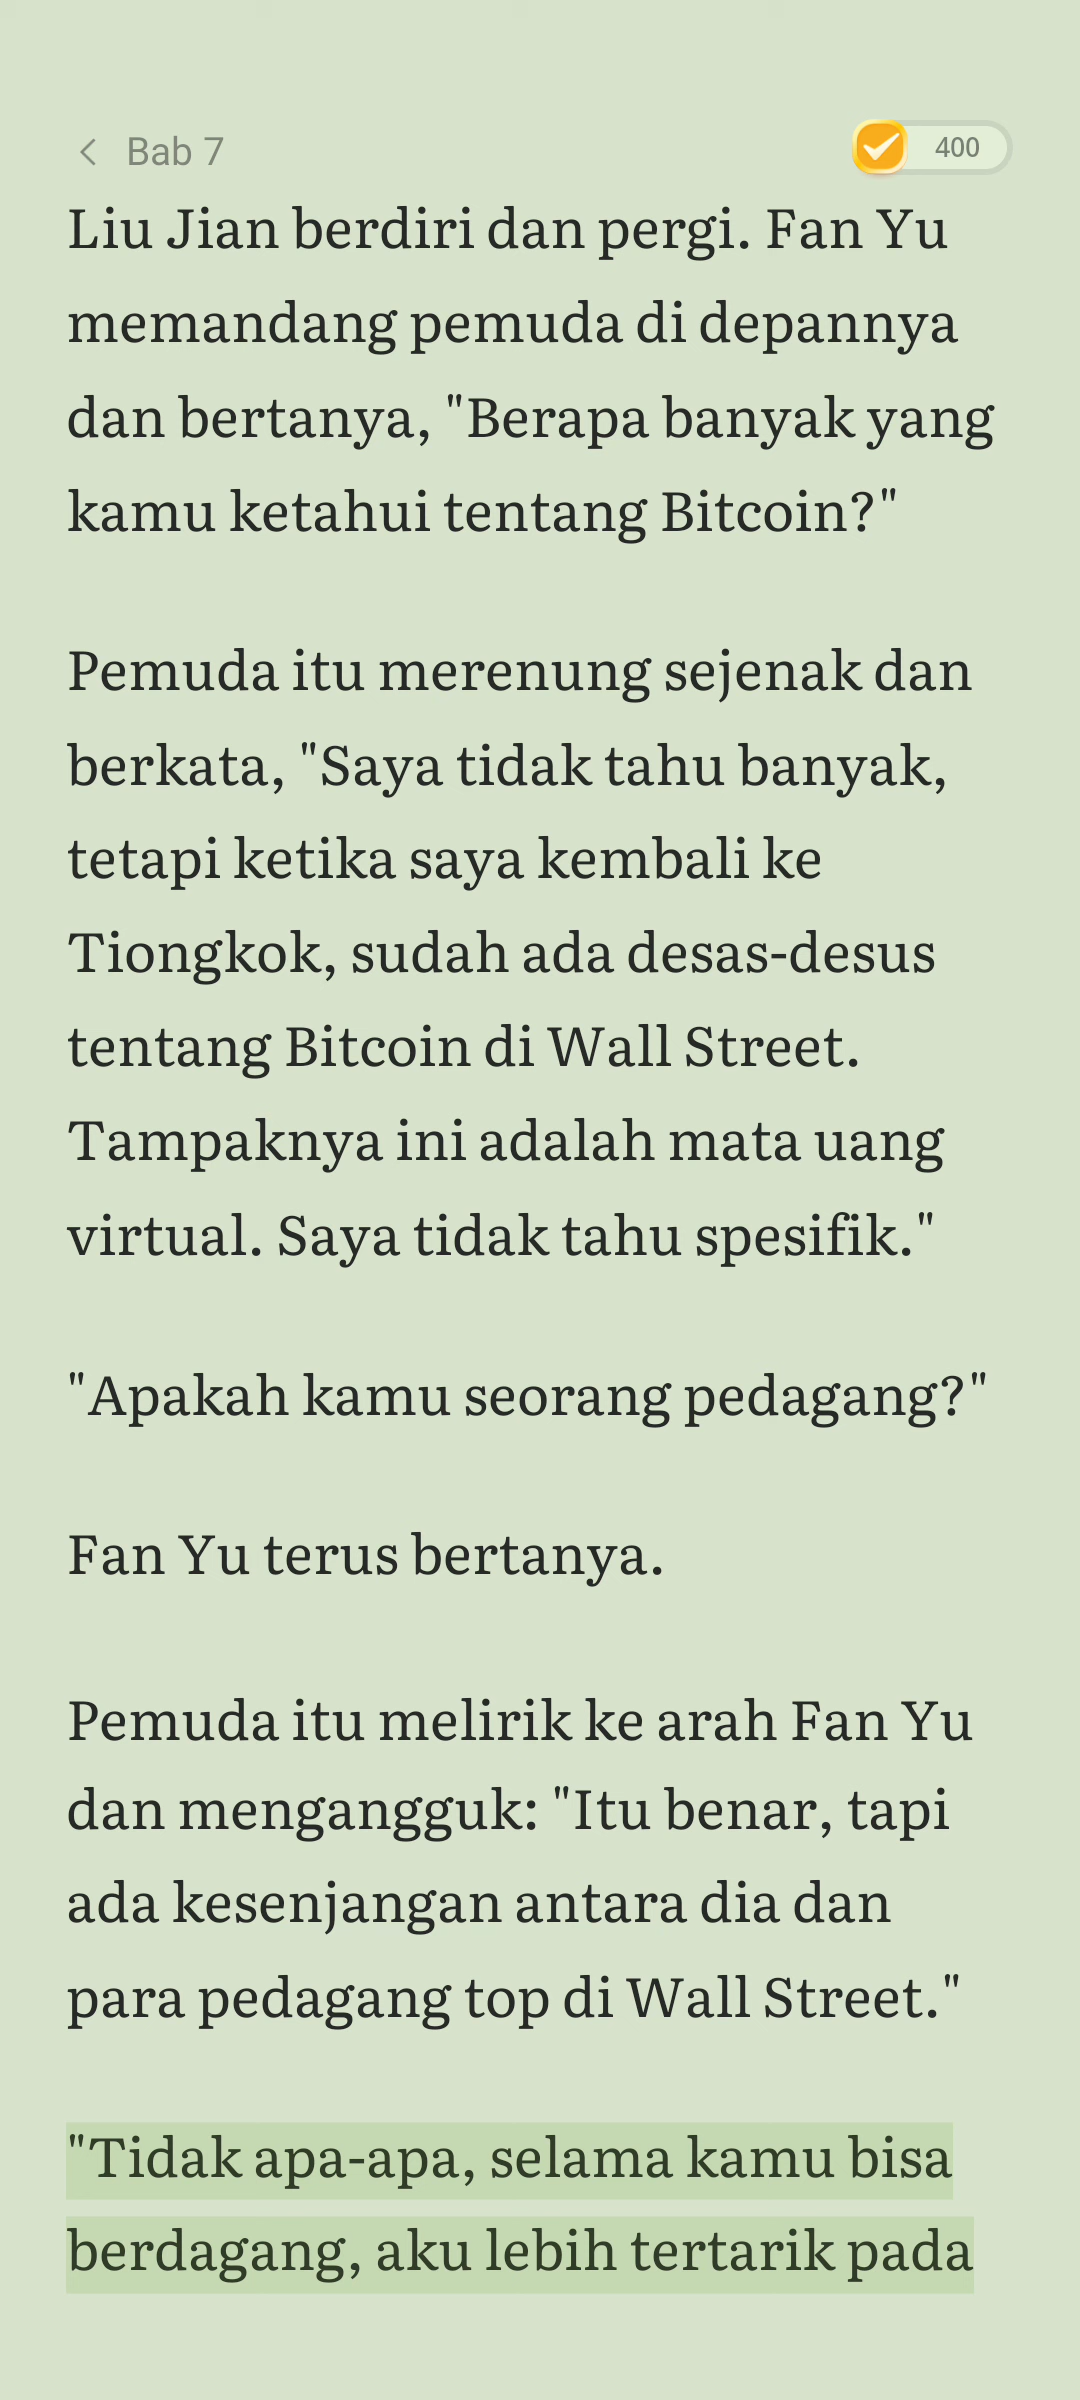 Bab 7
400
Liu Jian berdiri dan pergi. Fan Yu
memandang pemuda di depannya
dan bertanya, "Berapa banyak yang
kamu ketahui tentang Bitcoin?"
Pemuda itu merenung sejenak dan
berkata, "Saya tidak tahu banyak,
tetapi ketika saya kembali ke
Tiongkok, sudah ada desas-desus
tentang Bitcoin di Wall Street.
Tampaknya ini adalah mata uang
virtual. Saya tidak tahu spesifik."
"Apakah kamu seorang pedagang?"
Fan Yu terus bertanya.
Pemuda itu melirik ke arah Fan Yu
dan mengangguk: "Itu benar, tapi
ada kesenjangan antara dia dan
para pedagang top di Wall Street."
"Tidak apa-apa, selama kamu bisa
berdagang, aku lebih tertarik pada